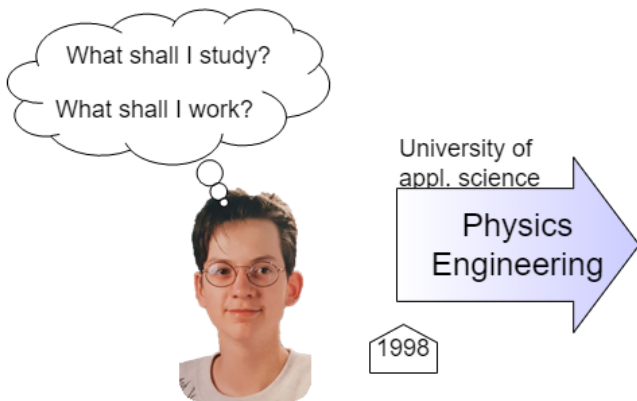 What shall I study?
What shall I work?
University of
appl. science
Physics
Engineering
1998